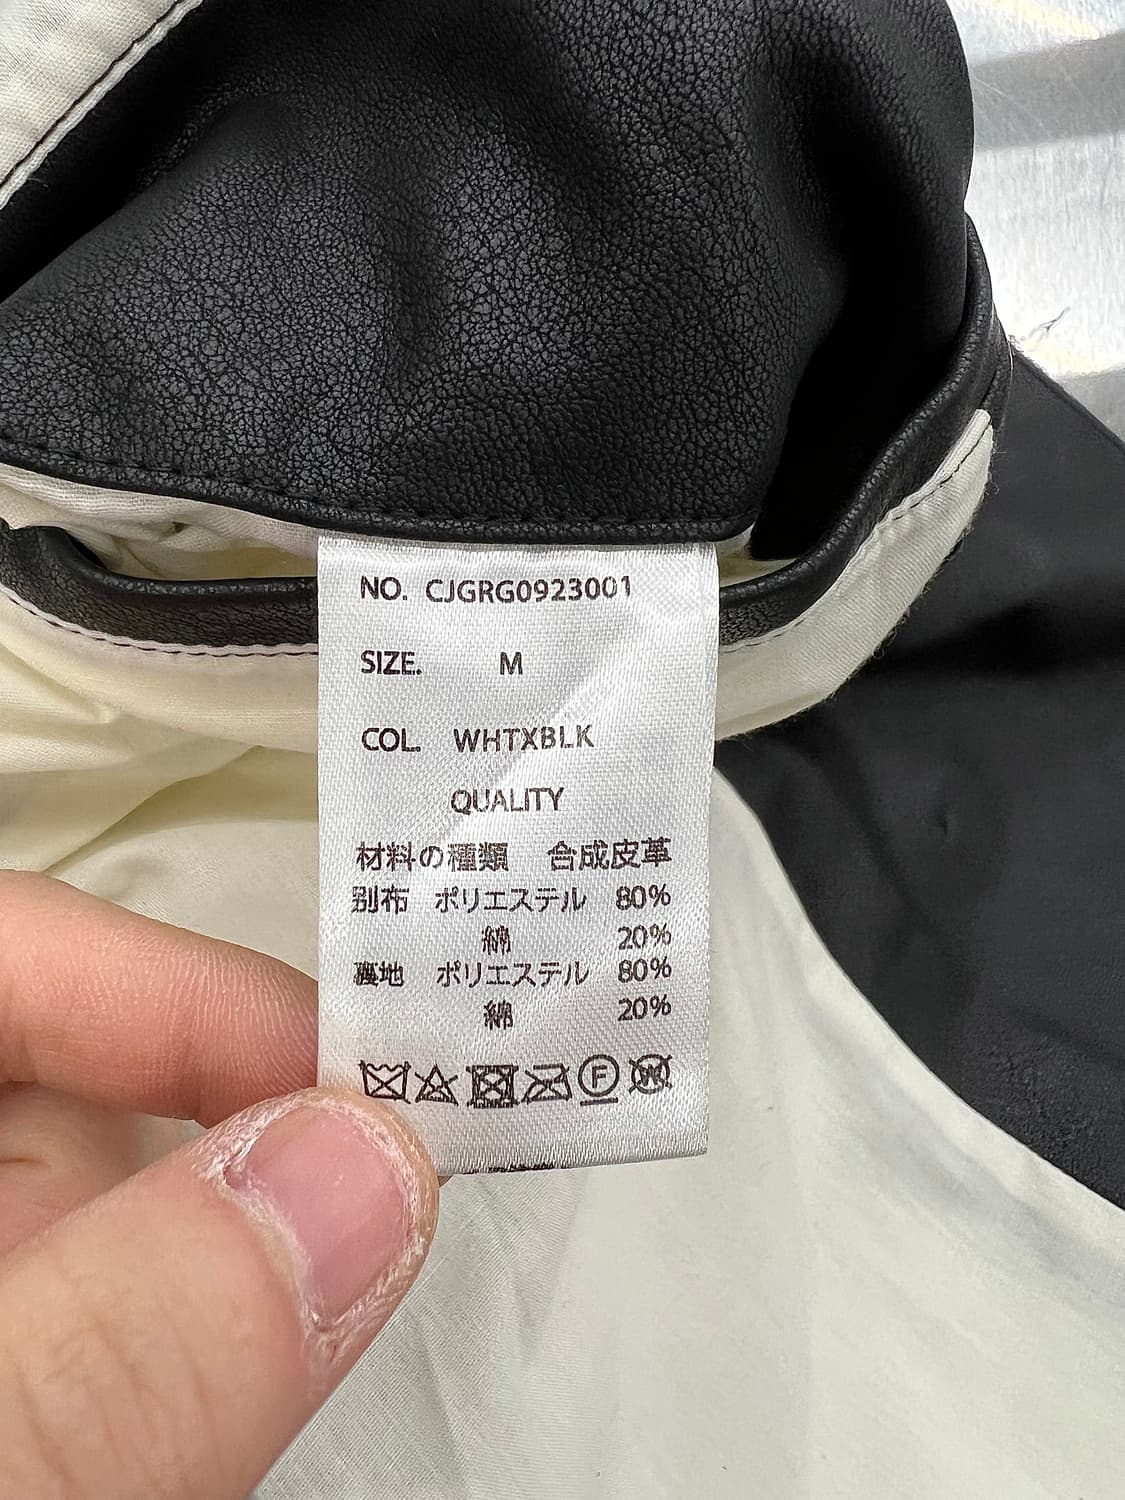 NO. CJGRG0923001
SIZE. M
COL. WHTXBLK
QUALITY
材料の種類 合成皮革
別布 ポリエステル 80%
綿 20%
裏地 ポリエステル 80%
綿 20%
F W